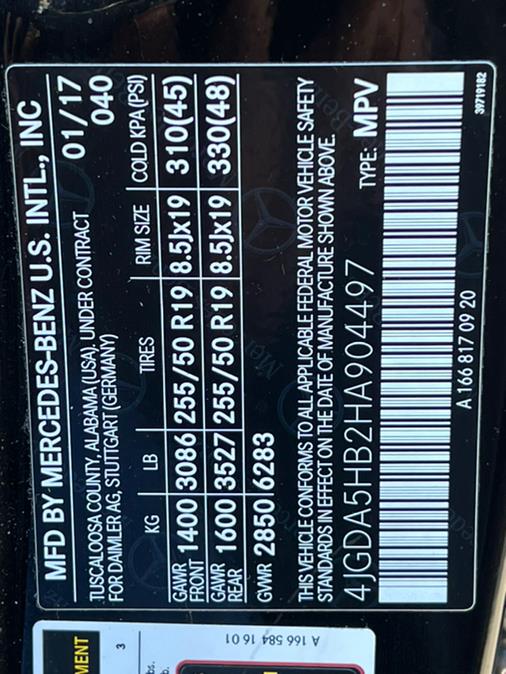 MFD BY MERCEDES-BENZ U.S. INTL., INC
TUSCALOOSA COUNTY, ALABAMA (USA), UNDER CONTRACT 01/17
FOR DAIMLER AG, STUTTGART (GERMANY) 040
KG LB TIRES RIM SIZE COLD KPA(PSI)
GAWR FRONT 1400 3086 255/50 R19 8.5Jx19 310(45)
GAWR REAR 1600 3527 255/50 R19 8.5Jx19 330(48)
GVWR 2850 6283
THIS VEHICLE CONFORMS TO ALL APPLICABLE FEDERAL MOTOR VEHICLE SAFETY
STANDARDS IN EFFECT ON THE DATE OF MANUFACTURE SHOWN ABOVE.
4JGDA5HB2HA904497 TYPE: MPV
A 166 817 09 20
39719182
A 166 584 16 01
MENT
3
bs.